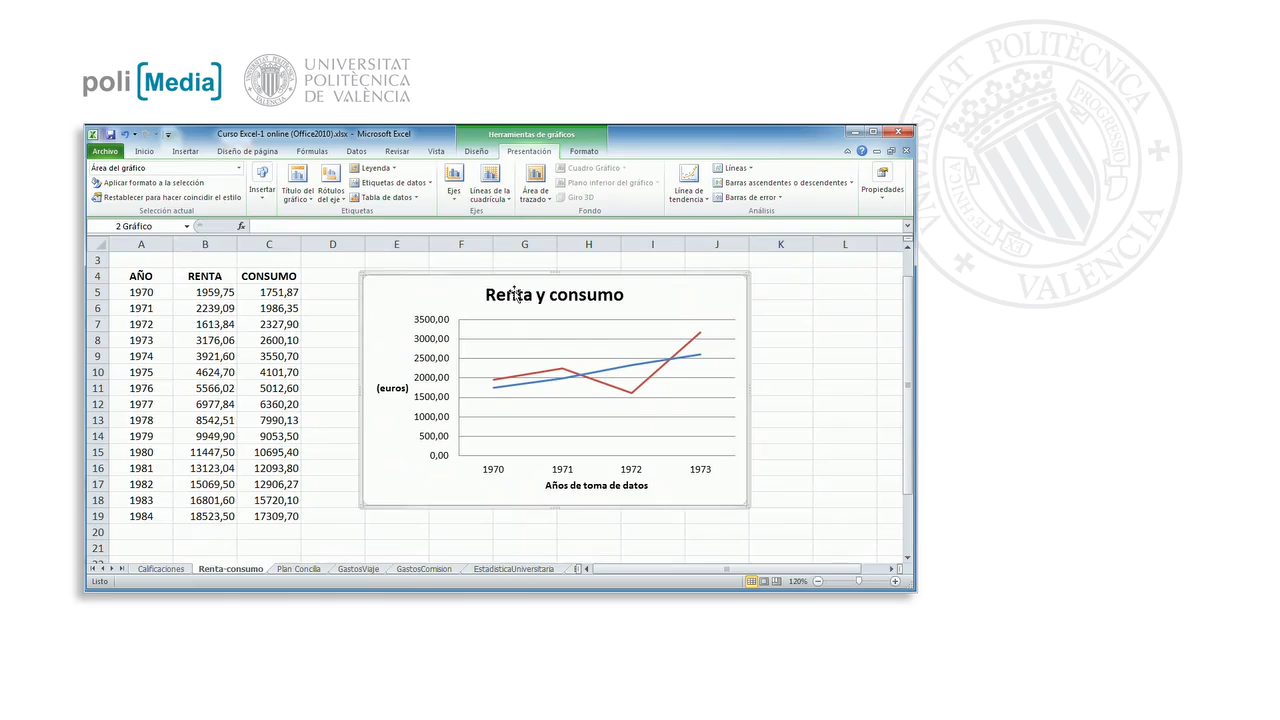 poli [Media]
UNIVERSITAT
POLITÈCNICA
DE VALÈNCIA
UNIVERSITAT POLITÈCNICA
VALÈNCIA
PROGRESSIO
Curso Excel-1 online (Office2010).xlsx - Microsoft Excel
Herramientas de gráficos
Archivo Inicio Insertar Diseño de página Fórmulas Datos Revisar Vista Diseño Presentación Formato
Área del gráfico
Aplicar formato a la selección
Restablecer para hacer coincidir el estilo
Selección actual
Insertar
Título del gráfico
Rótulos del eje
Leyenda
Etiquetas de datos
Tabla de datos
Etiquetas
Ejes
Líneas de la cuadrícula
Ejes
Área de trazado
Cuadro Gráfico
Plano inferior del gráfico
Giro 3D
Fondo
Línea de tendencia
Líneas
Barras ascendentes o descendentes
Barras de error
Análisis
Propiedades
2 Gráfico fx
A B C D E F G H I J K L
3
4 AÑO RENTA CONSUMO
5 1970 1959,75 1751,87
6 1971 2239,09 1986,35
7 1972 1613,84 2327,90
8 1973 3176,06 2600,10
9 1974 3921,60 3550,70
10 1975 4624,70 4101,70
11 1976 5566,02 5012,60
12 1977 6977,84 6360,20
13 1978 8542,51 7990,13
14 1979 9949,90 9053,50
15 1980 11447,50 10695,40
16 1981 13123,04 12093,80
17 1982 15069,50 12906,27
18 1983 16801,60 15720,10
19 1984 18523,50 17309,70
20
21
Renta y consumo
3500,00
3000,00
2500,00
2000,00
(euros)
1500,00
1000,00
500,00
0,00
1970 1971 1972 1973
Años de toma de datos
Calificaciones Renta-consumo Plan Concilia GastosViaje GastosComision EstadisticaUniversitaria
Listo 120%